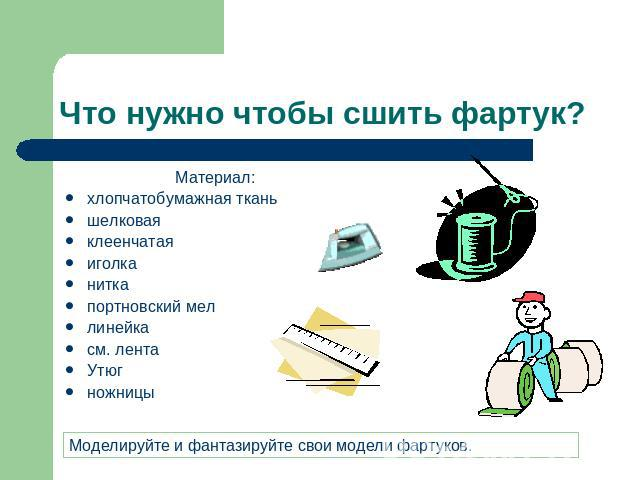 Что нужно чтобы сшить фартук?
Материал:
хлопчатобумажная ткань
шелковая
клеенчатая
иголка
нитка
портновский мел
линейка
см. лента
Утюг
ножницы
Моделируйте и фантазируйте свои модели фартуков.